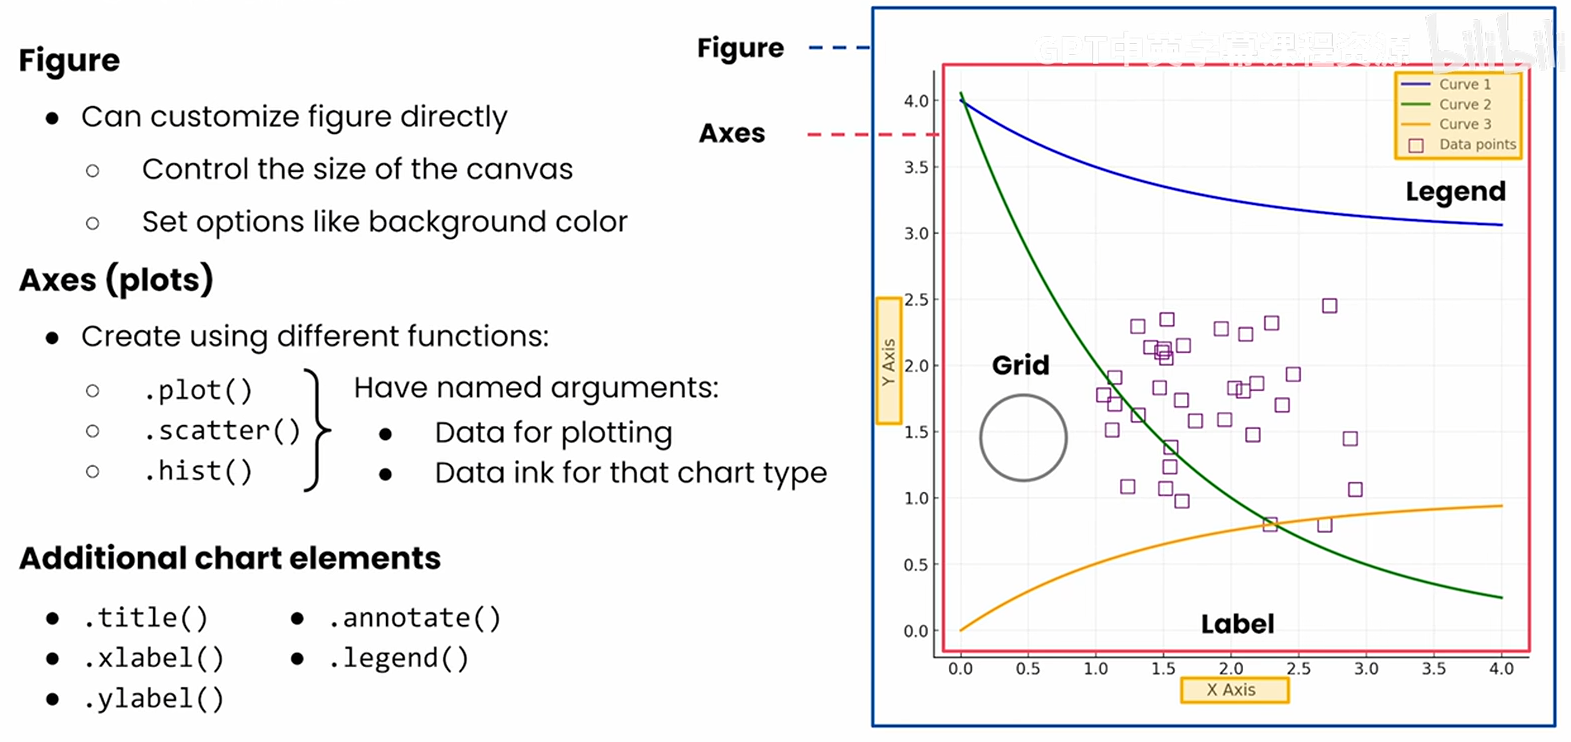 Figure
● Can customize figure directly
○ Control the size of the canvas
○ Set options like background color
Axes (plots)
● Create using different functions:
○ .plot()
○ .scatter()
○ .hist()
Have named arguments:
● Data for plotting
● Data ink for that chart type
Additional chart elements
● .title()
● .xlabel()
● .ylabel()
● .annotate()
● .legend()
Figure
Axes
GPT中英字幕课程资源
bilibili
Curve 1
Curve 2
Curve 3
Data points
Legend
Grid
Label
Y Axis
4.0
3.5
3.0
2.5
2.0
1.5
1.0
0.5
0.0
0.0 0.5 1.0 1.5 2.0 2.5 3.0 3.5 4.0
X Axis